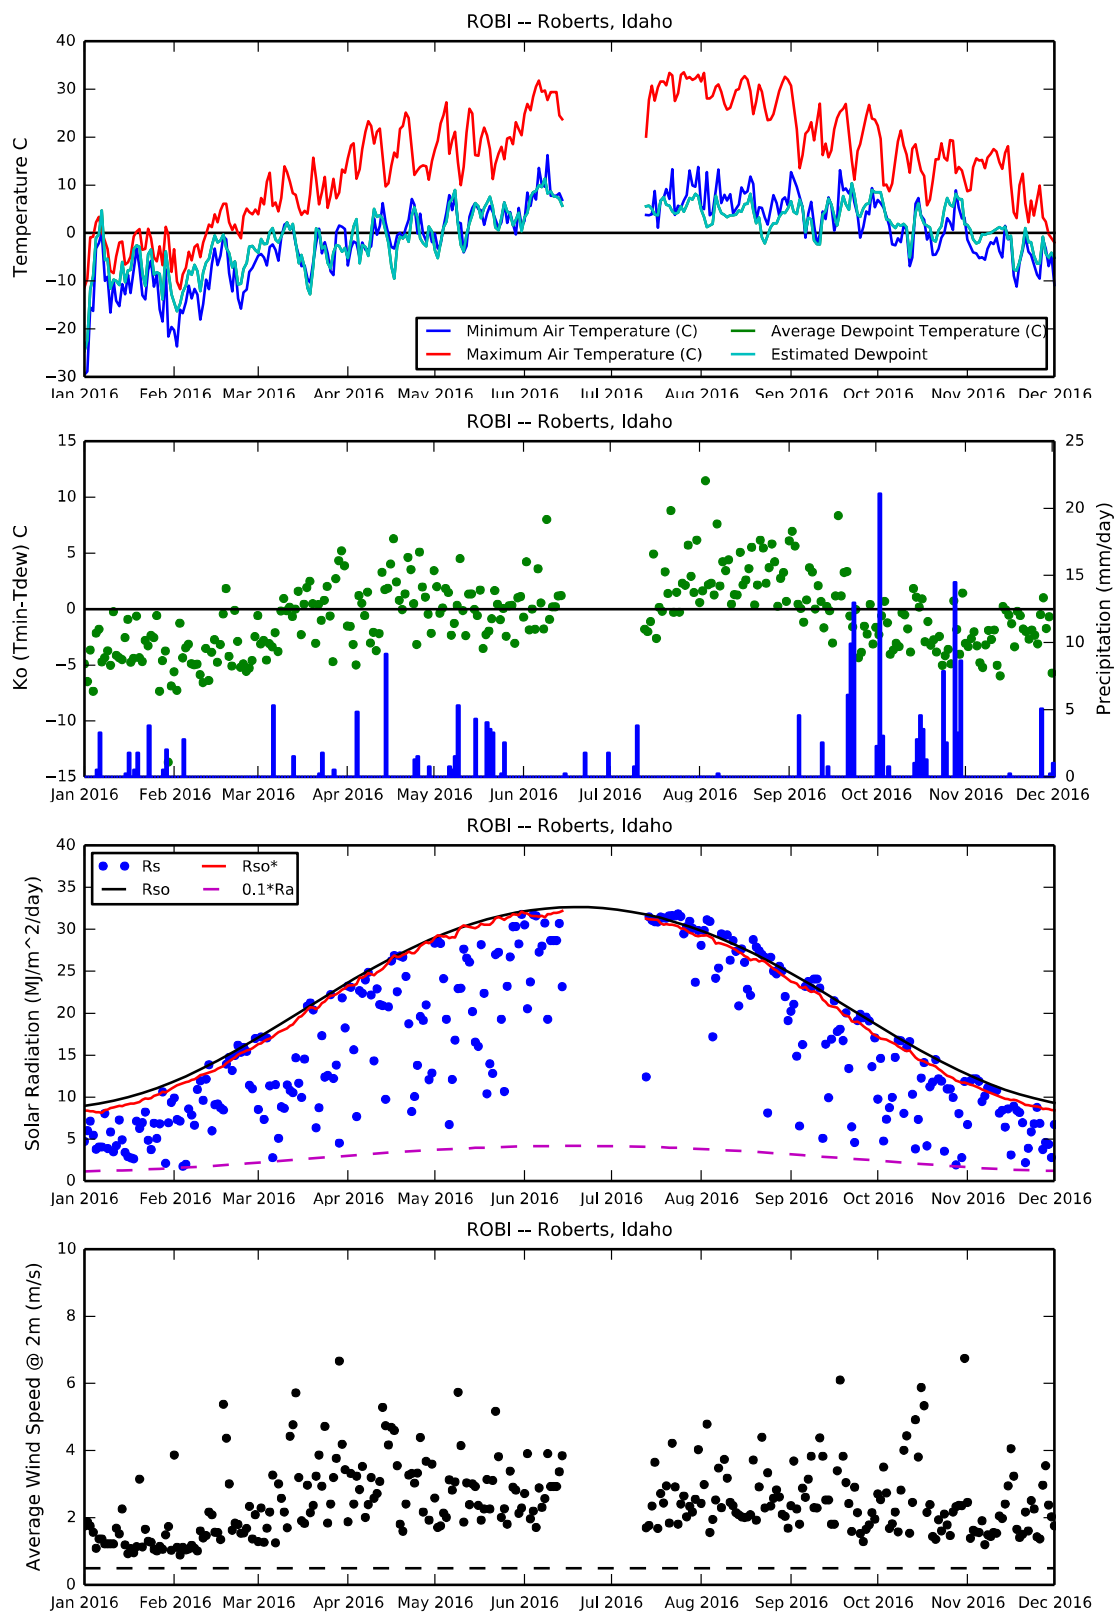 ROBI -- Roberts, Idaho
40
30
20
10
0
−10
−20
−30
Temperature C
Minimum Air Temperature (C)
Maximum Air Temperature (C)
Average Dewpoint Temperature (C)
Estimated Dewpoint
Jan 2016 Feb 2016 Mar 2016 Apr 2016 May 2016 Jun 2016 Jul 2016 Aug 2016 Sep 2016 Oct 2016 Nov 2016 Dec 2016
ROBI -- Roberts, Idaho
15
10
5
0
−5
−10
−15
Ko (Tmin-Tdew) C
25
20
15
10
5
0
Precipitation (mm/day)
Jan 2016 Feb 2016 Mar 2016 Apr 2016 May 2016 Jun 2016 Jul 2016 Aug 2016 Sep 2016 Oct 2016 Nov 2016 Dec 2016
ROBI -- Roberts, Idaho
40
35
30
25
20
15
10
5
0
Solar Radiation (MJ/m^2/day)
Rs
Rso
Rso*
0.1*Ra
Jan 2016 Feb 2016 Mar 2016 Apr 2016 May 2016 Jun 2016 Jul 2016 Aug 2016 Sep 2016 Oct 2016 Nov 2016 Dec 2016
ROBI -- Roberts, Idaho
10
8
6
4
2
0
Average Wind Speed @ 2m (m/s)
Jan 2016 Feb 2016 Mar 2016 Apr 2016 May 2016 Jun 2016 Jul 2016 Aug 2016 Sep 2016 Oct 2016 Nov 2016 Dec 2016